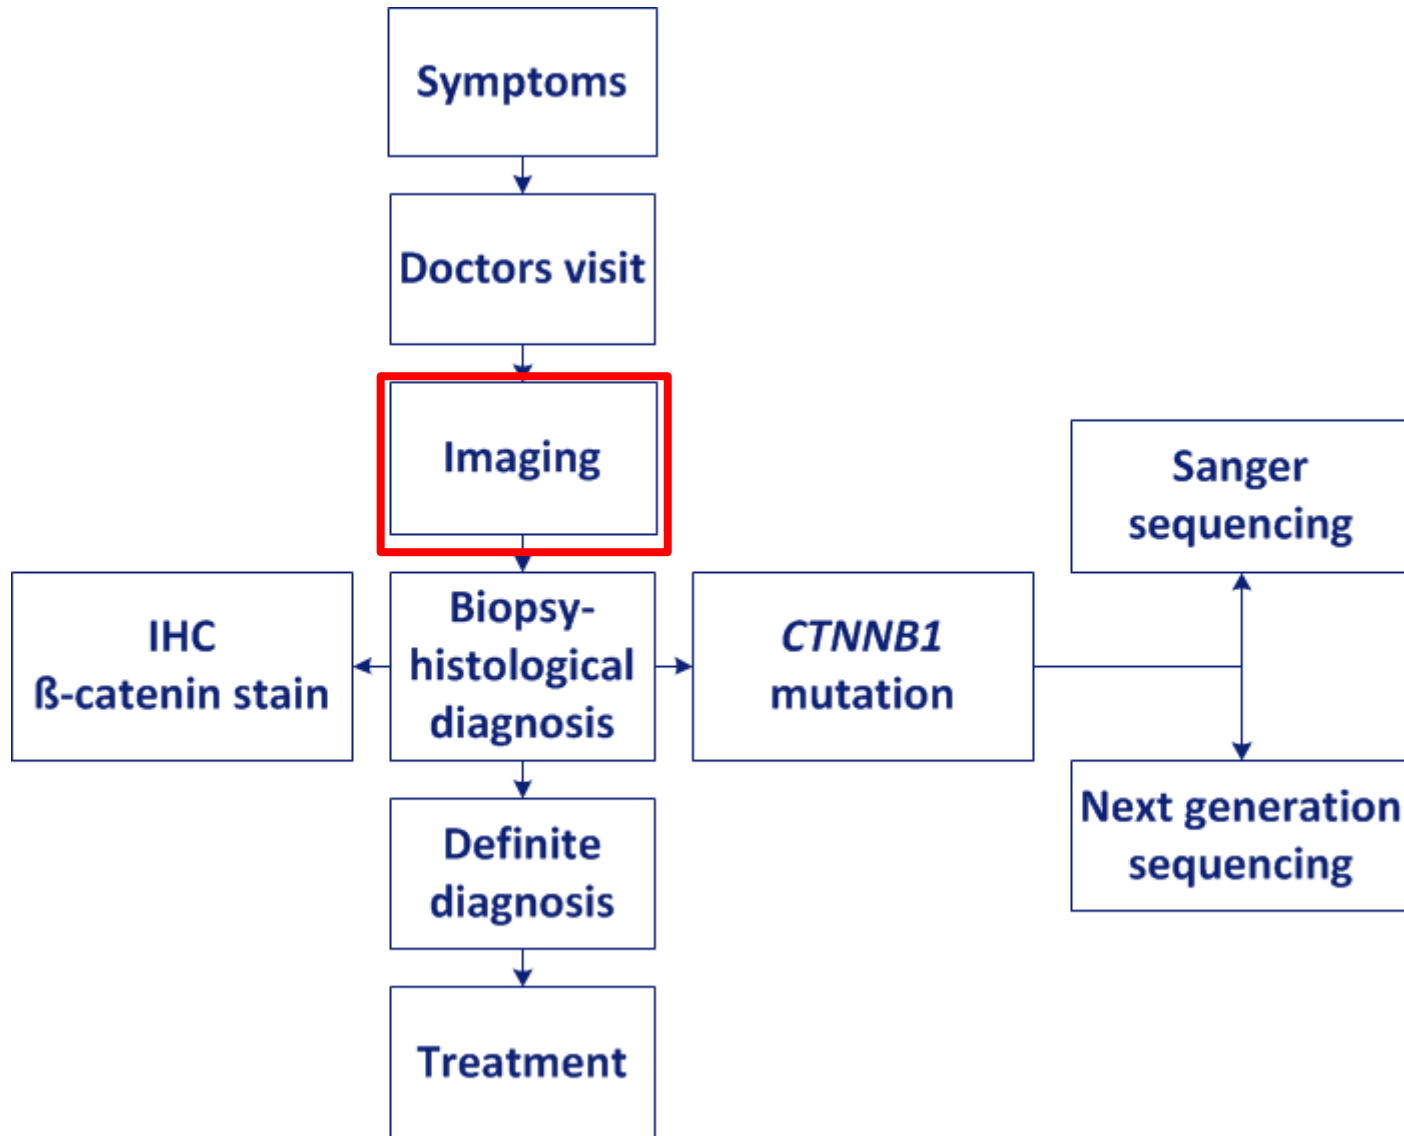 Symptoms
Doctors visit
Imaging
Sanger
sequencing
IHC
ß-catenin stain
Biopsy-
histological
diagnosis
CTNNB1
mutation
Next generation
sequencing
Definite
diagnosis
Treatment